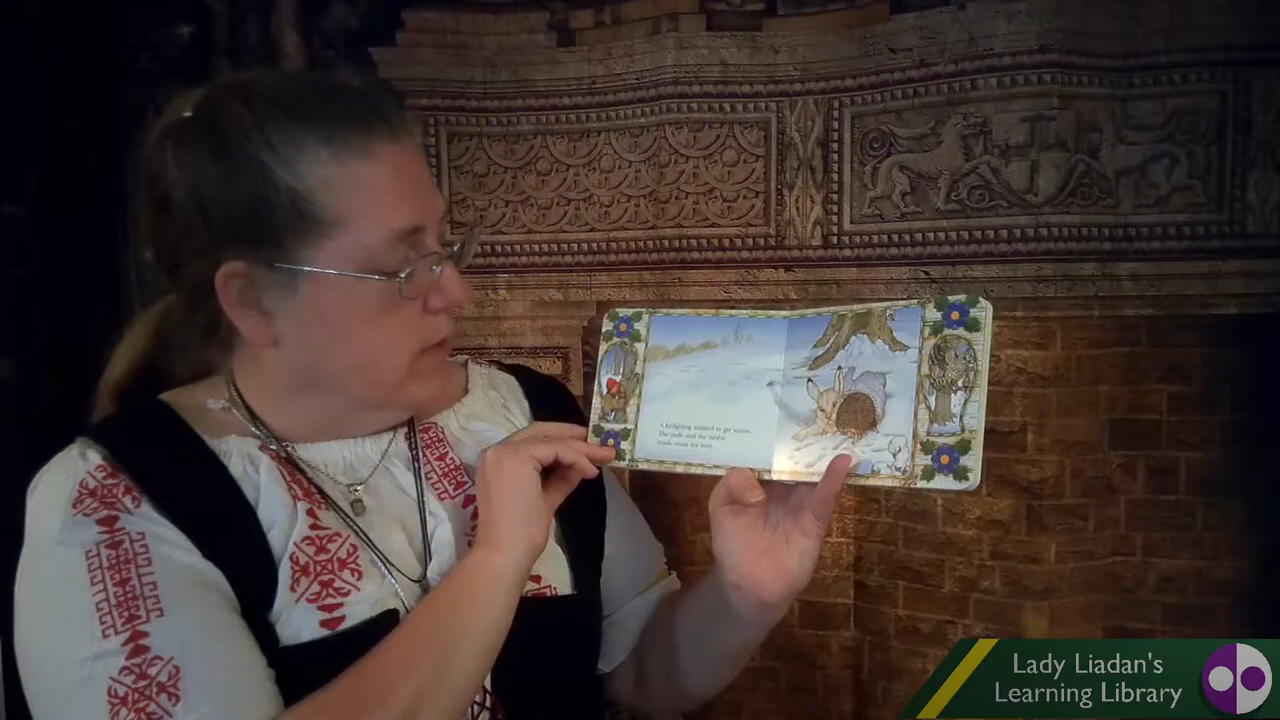 A hedgehog wanted to get warm.
The mole and the rabbit
made room for him.
Lady Liadan's
Learning Library